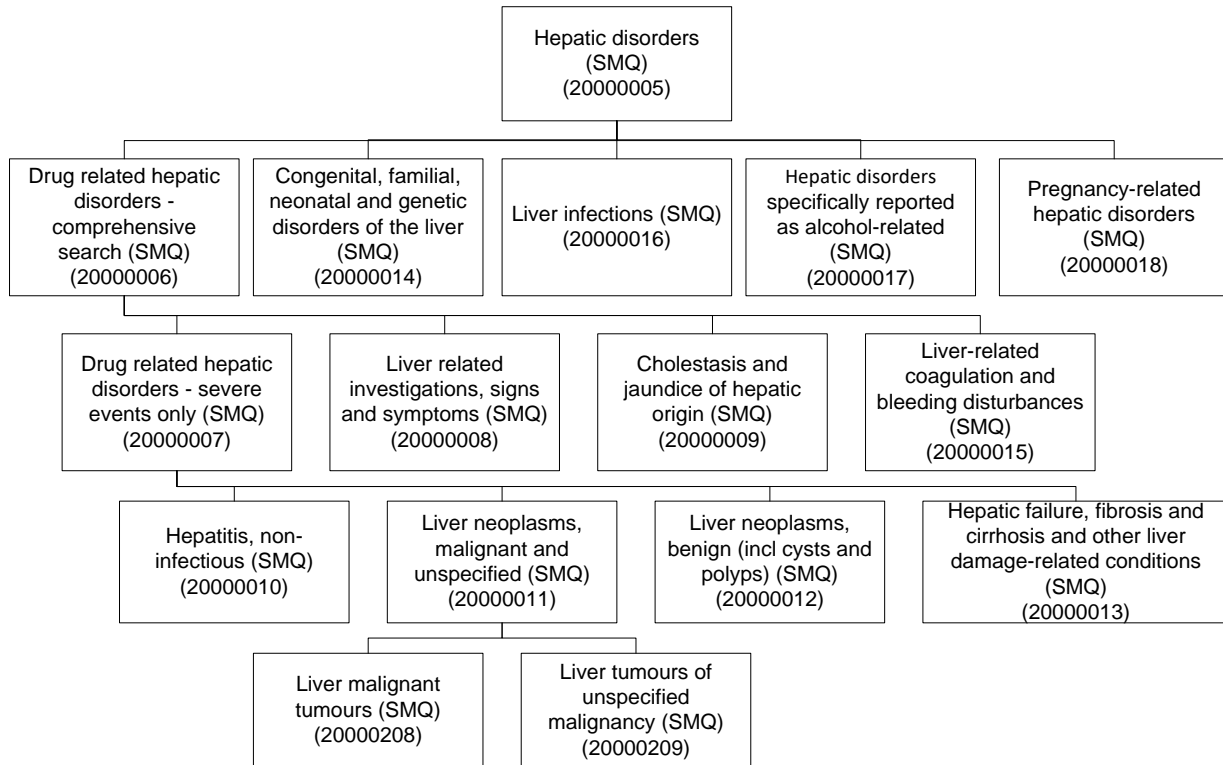 Hepatic disorders
(SMQ)
(20000005)
Drug related hepatic
disorders -
comprehensive
search (SMQ)
(20000006)
Congenital, familial,
neonatal and genetic
disorders of the liver
(SMQ)
(20000014)
Liver infections (SMQ)
(20000016)
Hepatic disorders
specifically reported
as alcohol-related
(SMQ)
(20000017)
Pregnancy-related
hepatic disorders
(SMQ)
(20000018)
Drug related hepatic
disorders - severe
events only (SMQ)
(20000007)
Liver related
investigations, signs
and symptoms (SMQ)
(20000008)
Cholestasis and
jaundice of hepatic
origin (SMQ)
(20000009)
Liver-related
coagulation and
bleeding disturbances
(SMQ)
(20000015)
Hepatitis, non-
infectious (SMQ)
(20000010)
Liver neoplasms,
malignant and
unspecified (SMQ)
(20000011)
Liver neoplasms,
benign (incl cysts and
polyps) (SMQ)
(20000012)
Hepatic failure, fibrosis and
cirrhosis and other liver
damage-related conditions
(SMQ)
(20000013)
Liver malignant
tumours (SMQ)
(20000208)
Liver tumours of
unspecified
malignancy (SMQ)
(20000209)